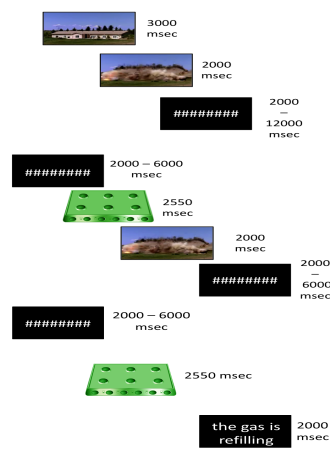 3000
msec
2000
msec
########
2000
–
12000
msec
########
2000 – 6000
msec
2550
msec
2000
msec
########
2000
–
6000
msec
########
2000 – 6000
msec
2550 msec
the gas is
refilling
2000
msec